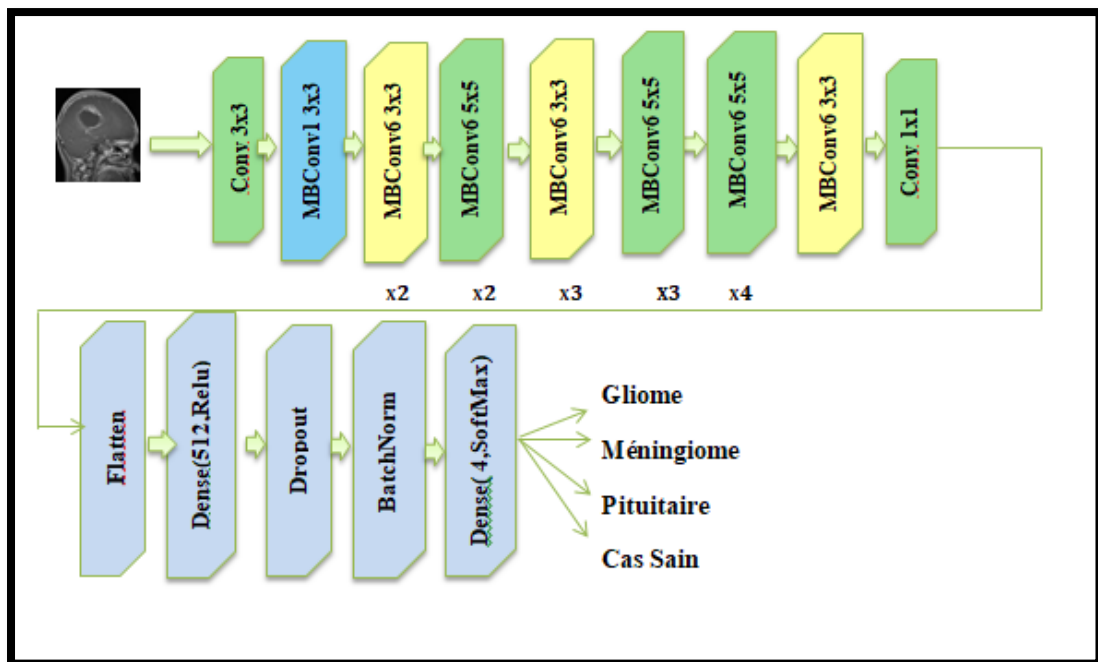 Conv 3x3
MBConv1 3x3
MBConv6 3x3
MBConv6 5x5
MBConv6 3x3
MBConv6 5x5
MBConv6 5x5
MBConv6 3x3
Conv 1x1
x2
x2
x3
x3
x4
Flatten
Dense(512,Relu)
Dropout
BatchNorm
Dense( 4,SoftMax)
Gliome
Méningiome
Pituitaire
Cas Sain